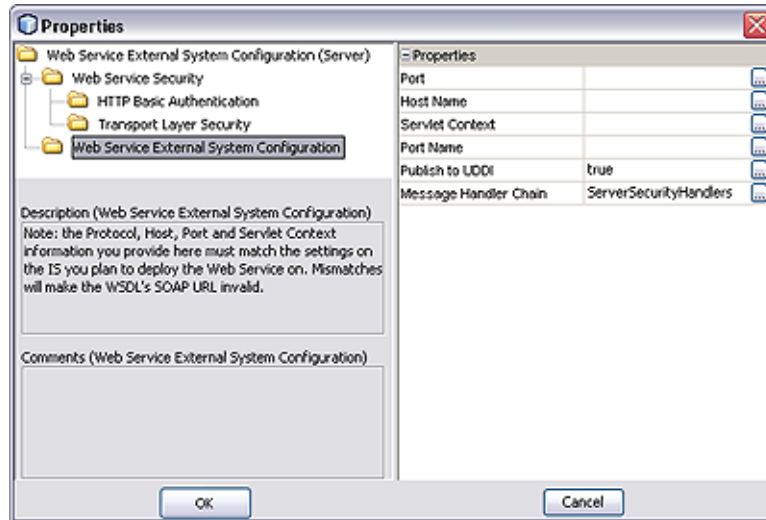 Properties
Web Service External System Configuration (Server)
Web Service Security
HTTP Basic Authentication
Transport Layer Security
Web Service External System Configuration
Description (Web Service External System Configuration)
Note: the Protocol, Host, Port and Servlet Context
information you provide here must match the settings on
the IS you plan to deploy the Web Service on. Mismatches
will make the WSDL's SOAP URL invalid.
Comments (Web Service External System Configuration)
Properties
Port ...
Host Name ...
Servlet Context ...
Port Name ...
Publish to UDDI true ...
Message Handler Chain ServerSecurityHandlers ...
OK
Cancel